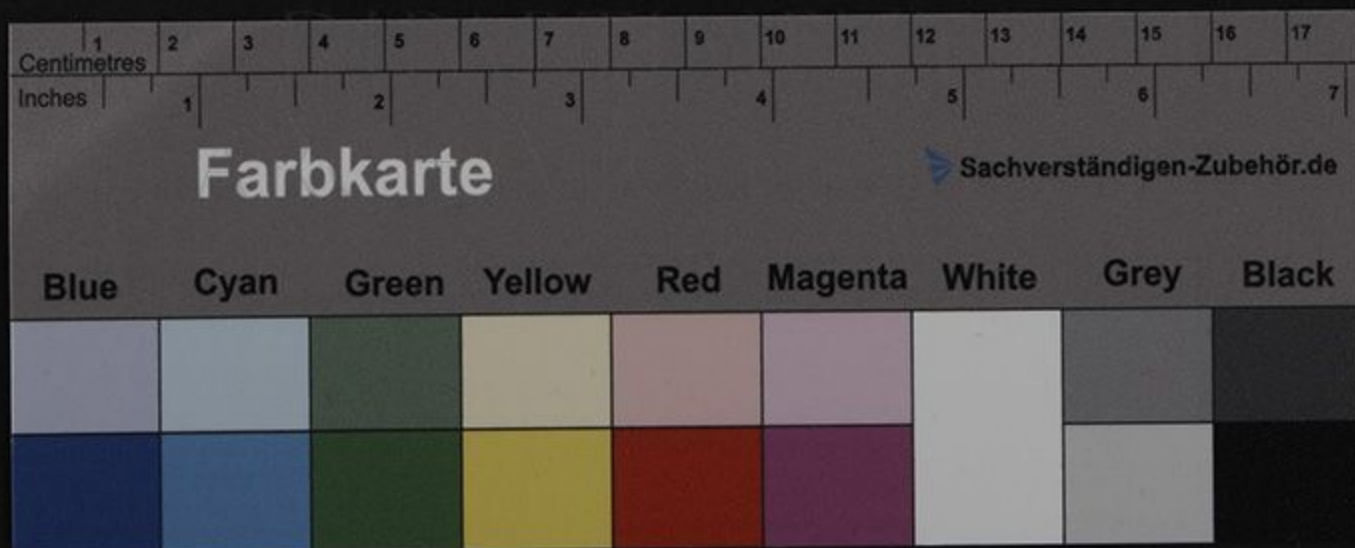 1 2 3 4 5 6 7 8 9 10 11 12 13 14 15 16 17
Centimetres
Inches 1 2 3 4 5 6 7
Farbkarte
Sachverständigen-Zubehör.de
Blue Cyan Green Yellow Red Magenta White Grey Black